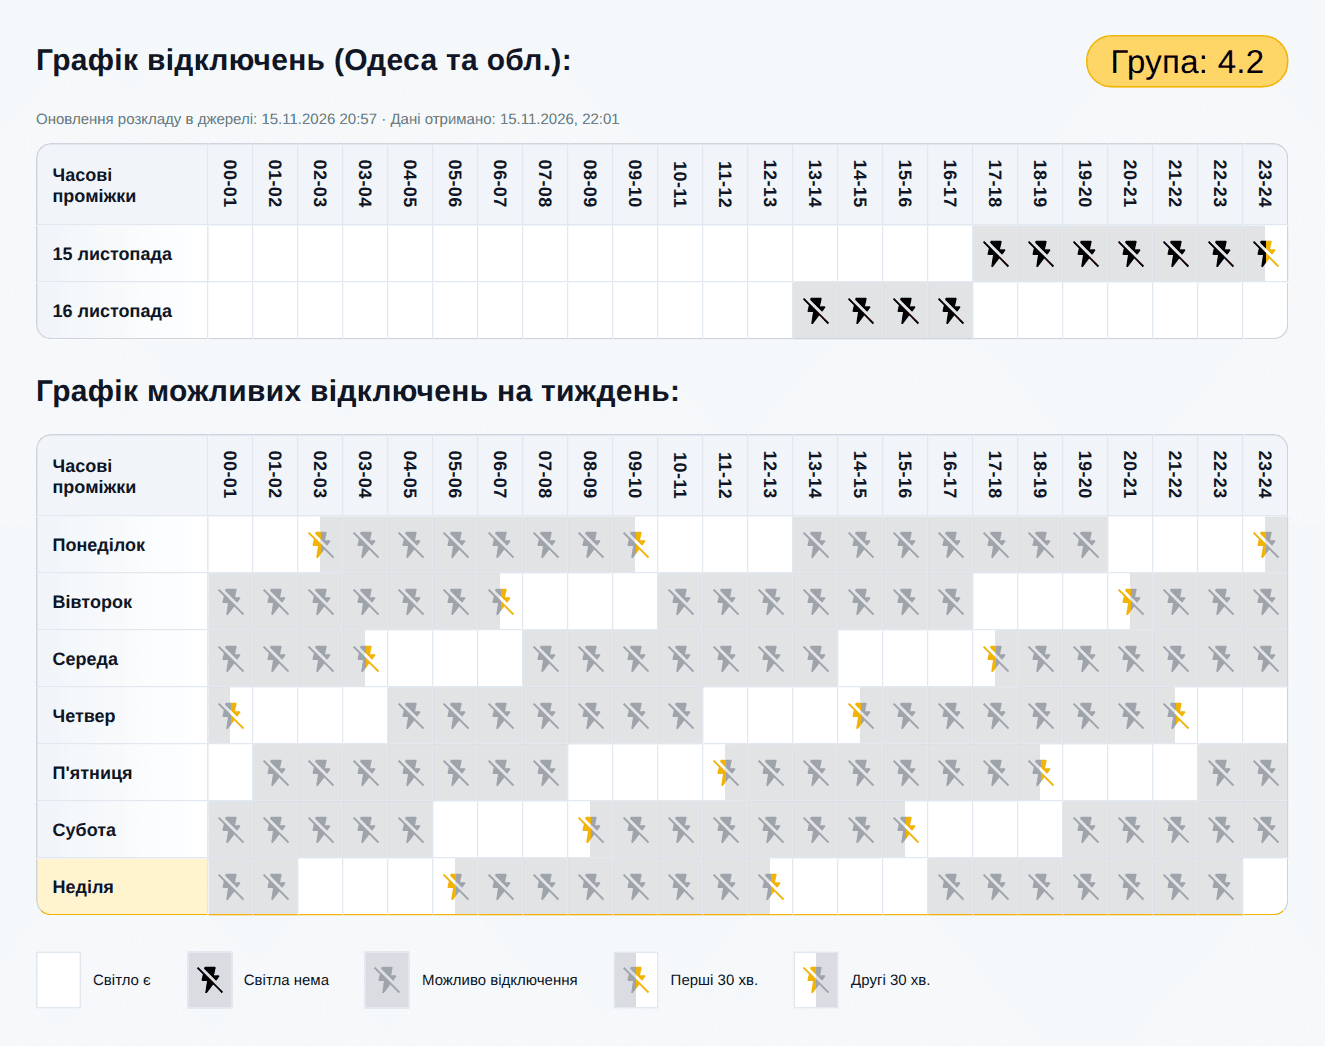 Графік відключень (Одеса та обл.):
Група: 4.2
Оновлення розкладу в джерелі: 15.11.2026 20:57 · Дані отримано: 15.11.2026, 22:01
Часові
проміжки
00-01 01-02 02-03 03-04 04-05 05-06 06-07 07-08 08-09 09-10 10-11 11-12 12-13 13-14 14-15 15-16 16-17 17-18 18-19 19-20 20-21 21-22 22-23 23-24
15 листопада
16 листопада
Графік можливих відключень на тиждень:
Часові
проміжки
00-01 01-02 02-03 03-04 04-05 05-06 06-07 07-08 08-09 09-10 10-11 11-12 12-13 13-14 14-15 15-16 16-17 17-18 18-19 19-20 20-21 21-22 22-23 23-24
Понеділок
Вівторок
Середа
Четвер
П'ятниця
Субота
Неділя
Світло є
Світла нема
Можливо відключення
Перші 30 хв.
Другі 30 хв.